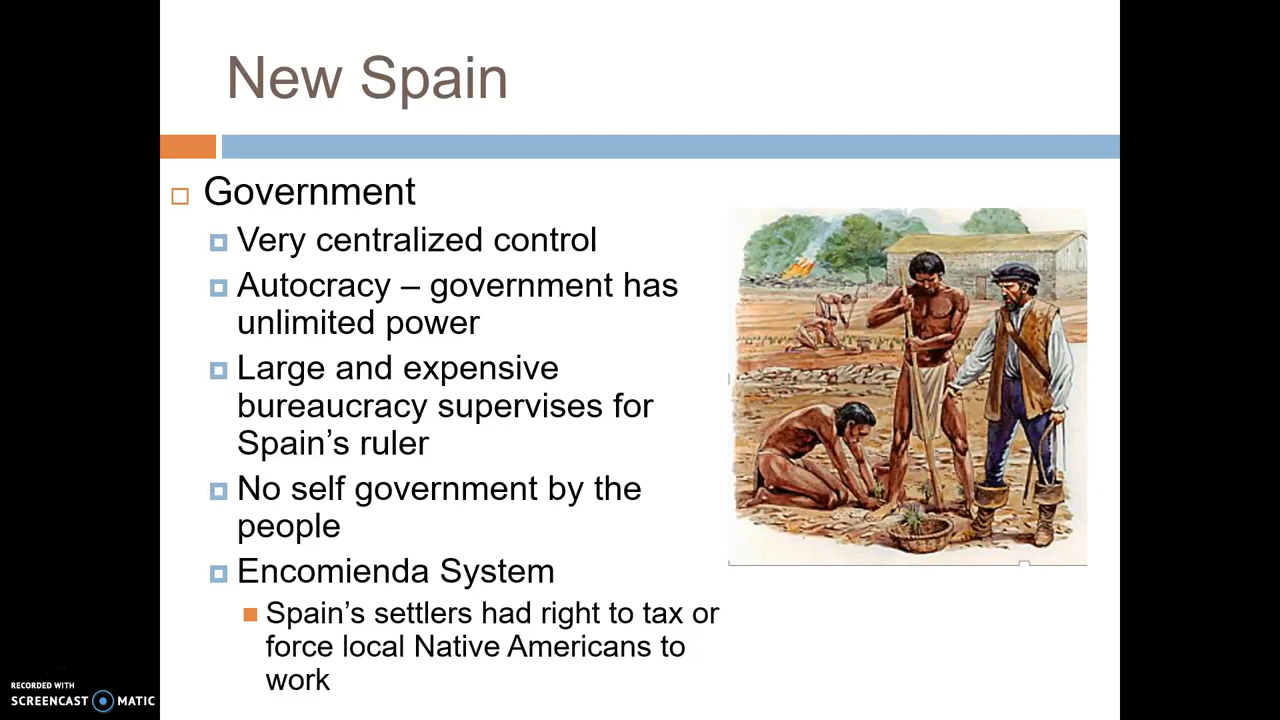 New Spain
Government
Very centralized control
Autocracy – government has
unlimited power
Large and expensive
bureaucracy supervises for
Spain’s ruler
No self government by the
people
Encomienda System
Spain’s settlers had right to tax or
force local Native Americans to
work
RECORDED WITH
SCREENCAST MATIC